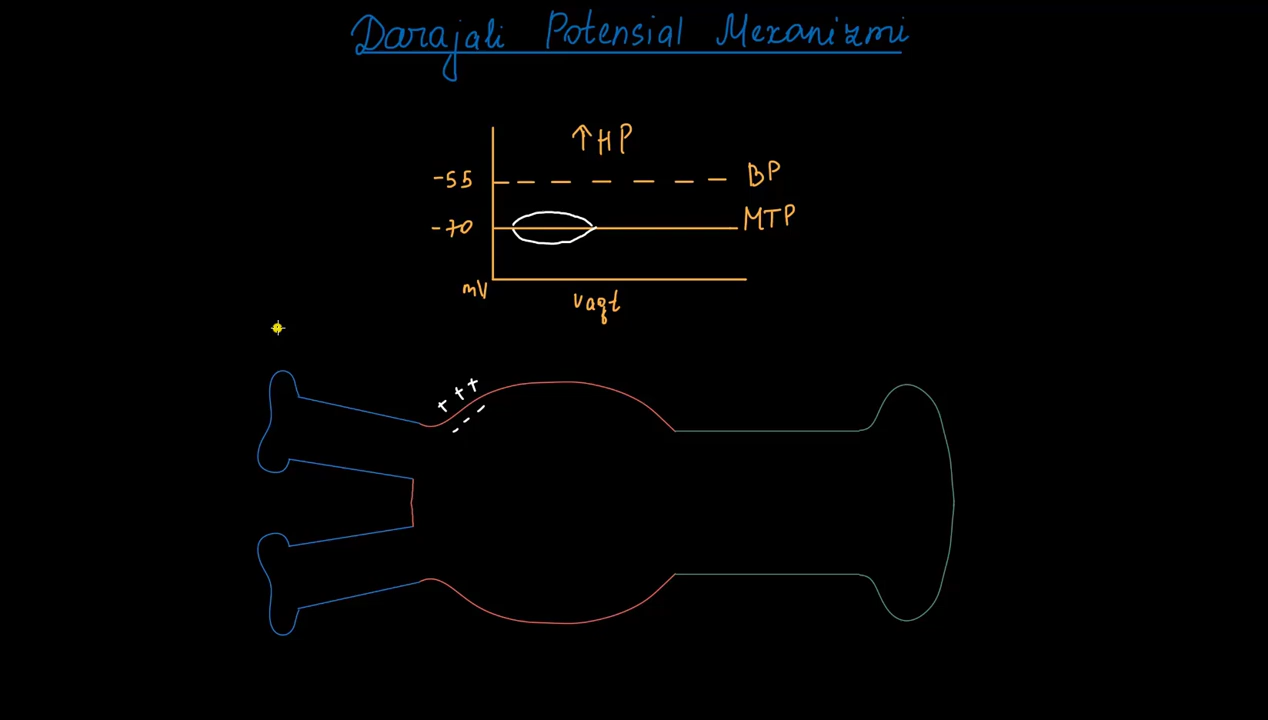 Darajali Potensial Mexanizmi
↑HP
-55 BP
-70 MTP
mV
vaqt
+ + +
- - -